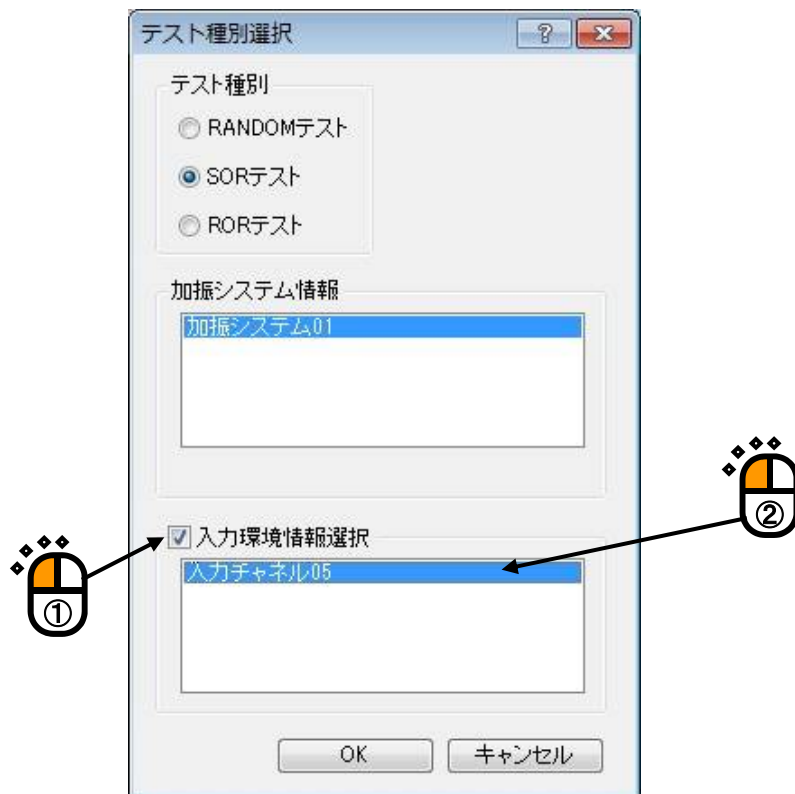 テスト種別選択
テスト種別
RANDOMテスト
SORテスト
RORテスト
加振システム情報
加振システム01
②
入力環境情報選択
入力チャネル05
①
OK キャンセル